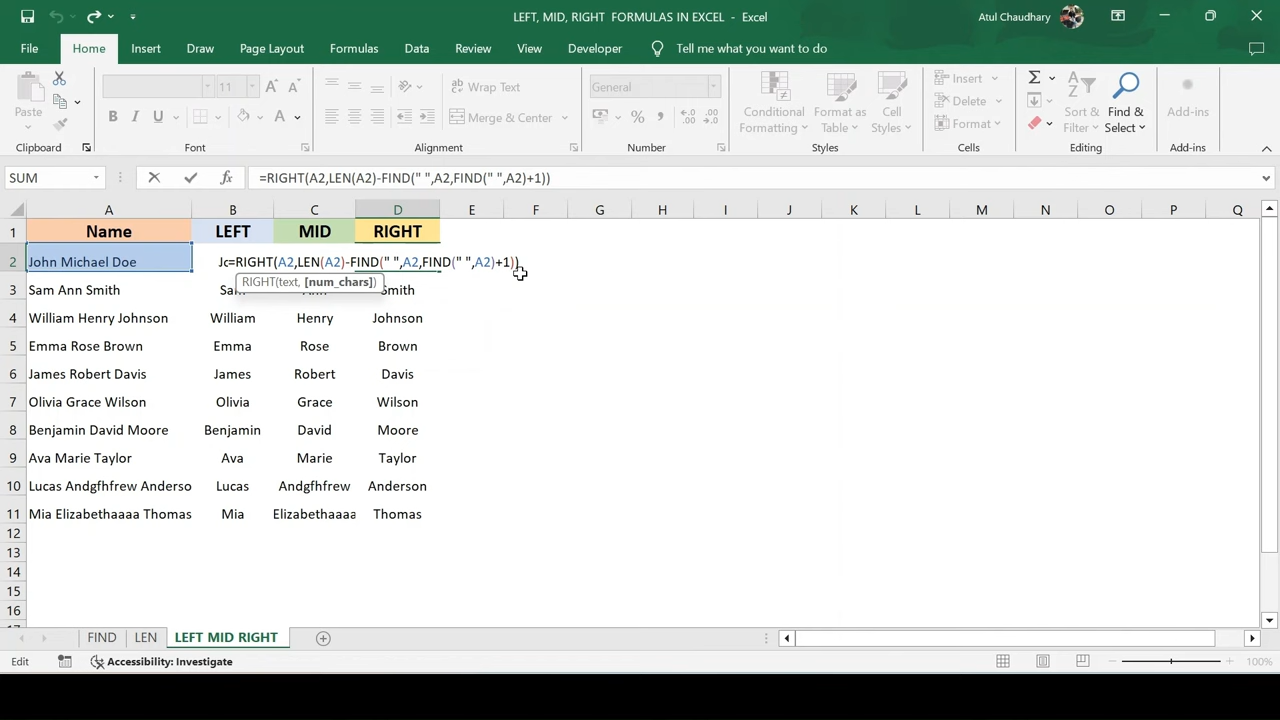 LEFT, MID, RIGHT FORMULAS IN EXCEL - Excel
Atul Chaudhary
File Home Insert Draw Page Layout Formulas Data Review View Developer Tell me what you want to do
Paste
11
Wrap Text
Merge & Center
General
Conditional Formatting
Format as Table
Cell Styles
Insert
Delete
Format
Sort & Filter
Find & Select
Add-ins
Clipboard Font Alignment Number Styles Cells Editing Add-ins
SUM =RIGHT(A2,LEN(A2)-FIND(" ",A2,FIND(" ",A2)+1))
A B C D E F G H I J K L M N O P Q
1 Name LEFT MID RIGHT
2 John Michael Doe Jc=RIGHT(A2,LEN(A2)-FIND(" ",A2,FIND(" ",A2)+1))
RIGHT(text, [num_chars])
3 Sam Ann Smith Sam Ann Smith
4 William Henry Johnson William Henry Johnson
5 Emma Rose Brown Emma Rose Brown
6 James Robert Davis James Robert Davis
7 Olivia Grace Wilson Olivia Grace Wilson
8 Benjamin David Moore Benjamin David Moore
9 Ava Marie Taylor Ava Marie Taylor
10 Lucas Andgfhfrew Anderso Lucas Andgfhfrew Anderson
11 Mia Elizabethaaaa Thomas Mia Elizabethaaa Thomas
12
13
14
15
16
FIND LEN LEFT MID RIGHT
Edit Accessibility: Investigate 100%